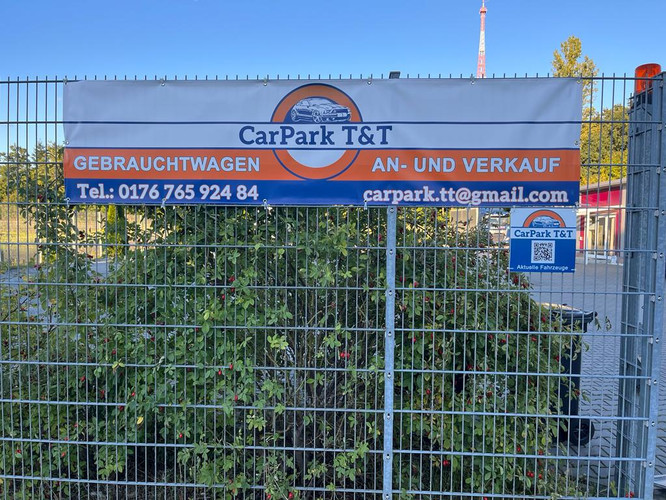 CarPark T&T
GEBRAUCHTWAGEN AN- UND VERKAUF
Tel.: 0176 765 924 84 carpark.tt@gmail.com
CarPark T&T
Aktuelle Fahrzeuge